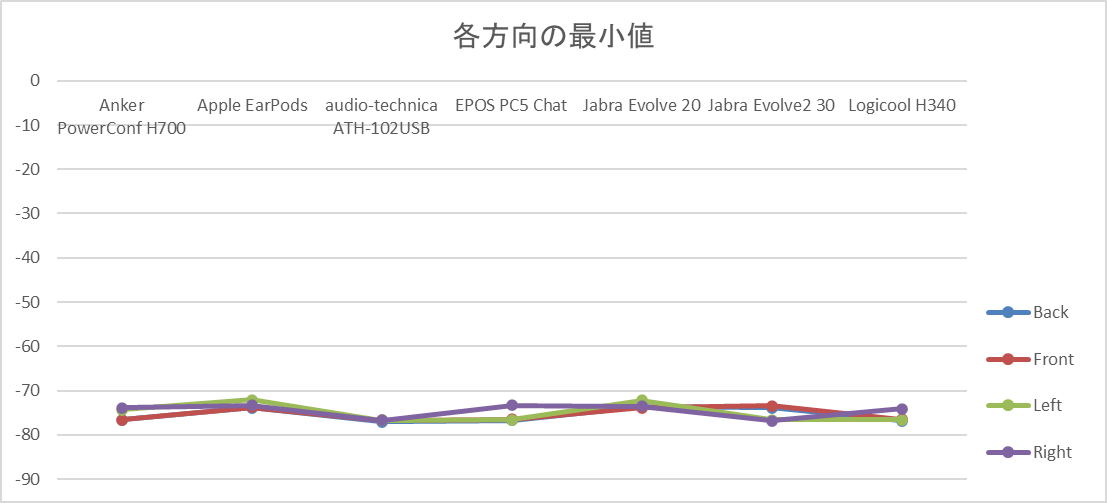 各方向の最小値
0
Anker Apple EarPods audio-technica EPOS PC5 Chat Jabra Evolve 20 Jabra Evolve2 30 Logicool H340
PowerConf H700 ATH-102USB
-10
-20
-30
-40
-50
-60
-70
-80
-90
Back
Front
Left
Right